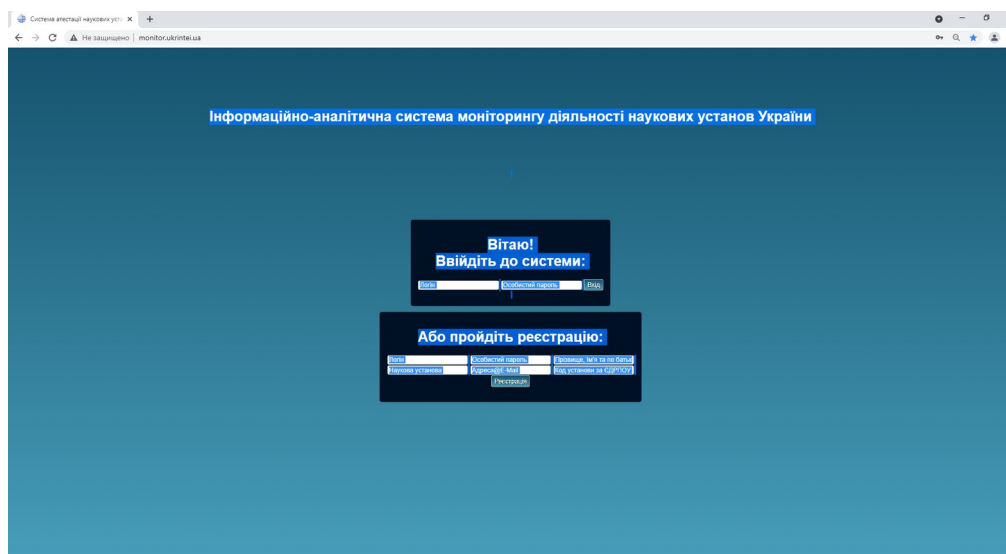 Система атестації наукових уст
Не защищено | monitor.ukrintei.ua
Інформаційно-аналітична система моніторингу діяльності наукових установ України
Вітаю!
Ввійдіть до системи:
Логін Особистий пароль Вхід
Або пройдіть реєстрацію:
Логін Особистий пароль Прізвище, Ім'я та по батьк
Наукова установа Адреса@E-Mail Код установи за ЄДРПОУ
Реєстрація